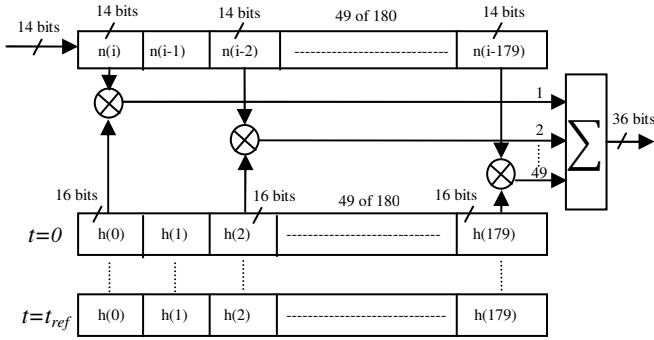 14 bits 14 bits 49 of 180 14 bits
14 bits
n(i) n(i-1) n(i-2) n(i-179)
1
2
36 bits
∑
49
16 bits 16 bits 49 of 180 16 bits
t=0 h(0) h(1) h(2) h(179)
t=tref h(0) h(1) h(2) h(179)